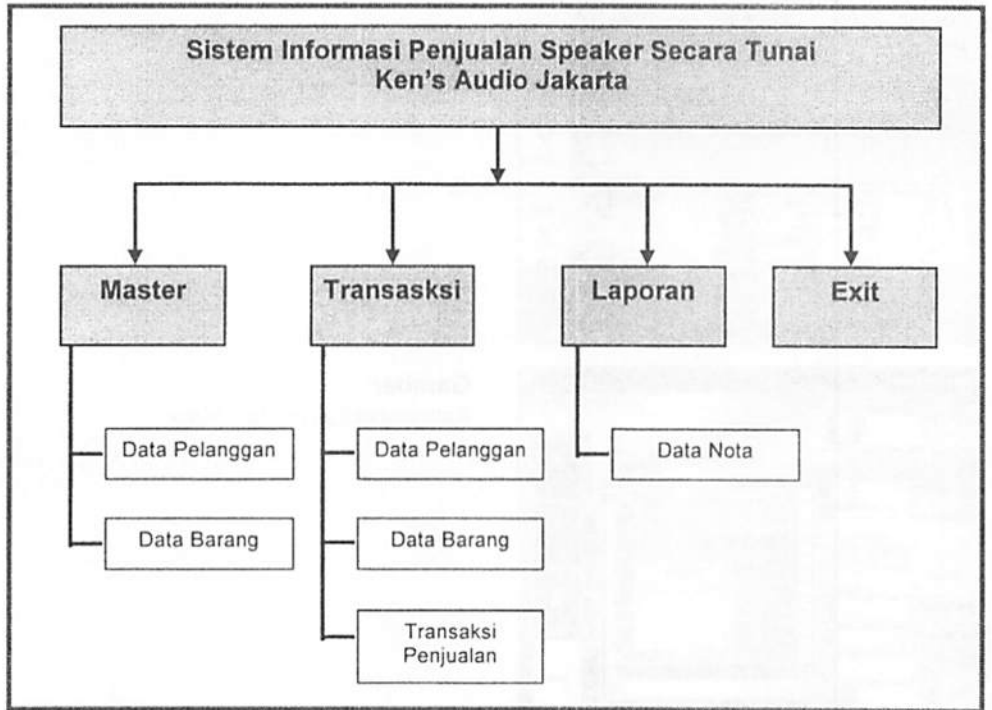 Sistem Informasi Penjualan Speaker Secara Tunai
Ken's Audio Jakarta
Master
Transasksi
Laporan
Exit
Data Pelanggan
Data Pelanggan
Data Nota
Data Barang
Data Barang
Transaksi
Penjualan